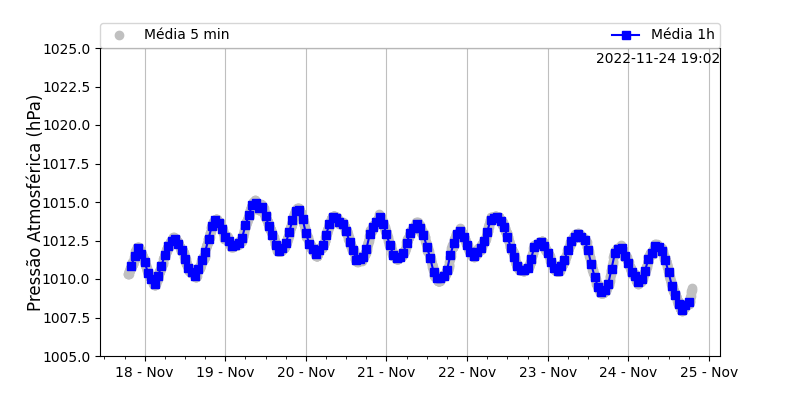 Média 5 min
Média 1h
2022-11-24 19:02
Pressão Atmosférica (hPa)
1025.0
1022.5
1020.0
1017.5
1015.0
1012.5
1010.0
1007.5
1005.0
18 - Nov
19 - Nov
20 - Nov
21 - Nov
22 - Nov
23 - Nov
24 - Nov
25 - Nov